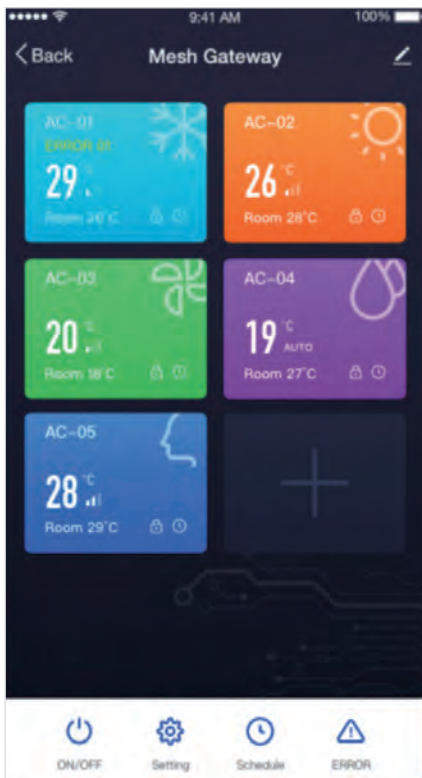 9:41 AM 100%
Back Mesh Gateway
AC-01
29 °C
Room
AC-02
26 °C
Room 28°C
AC-03
20 °C
Room 18°C
AC-04
19 °C
AUTO
Room 27°C
AC-05
28 °C
Room 29°C
ON/OFF Setting Schedule ERROR